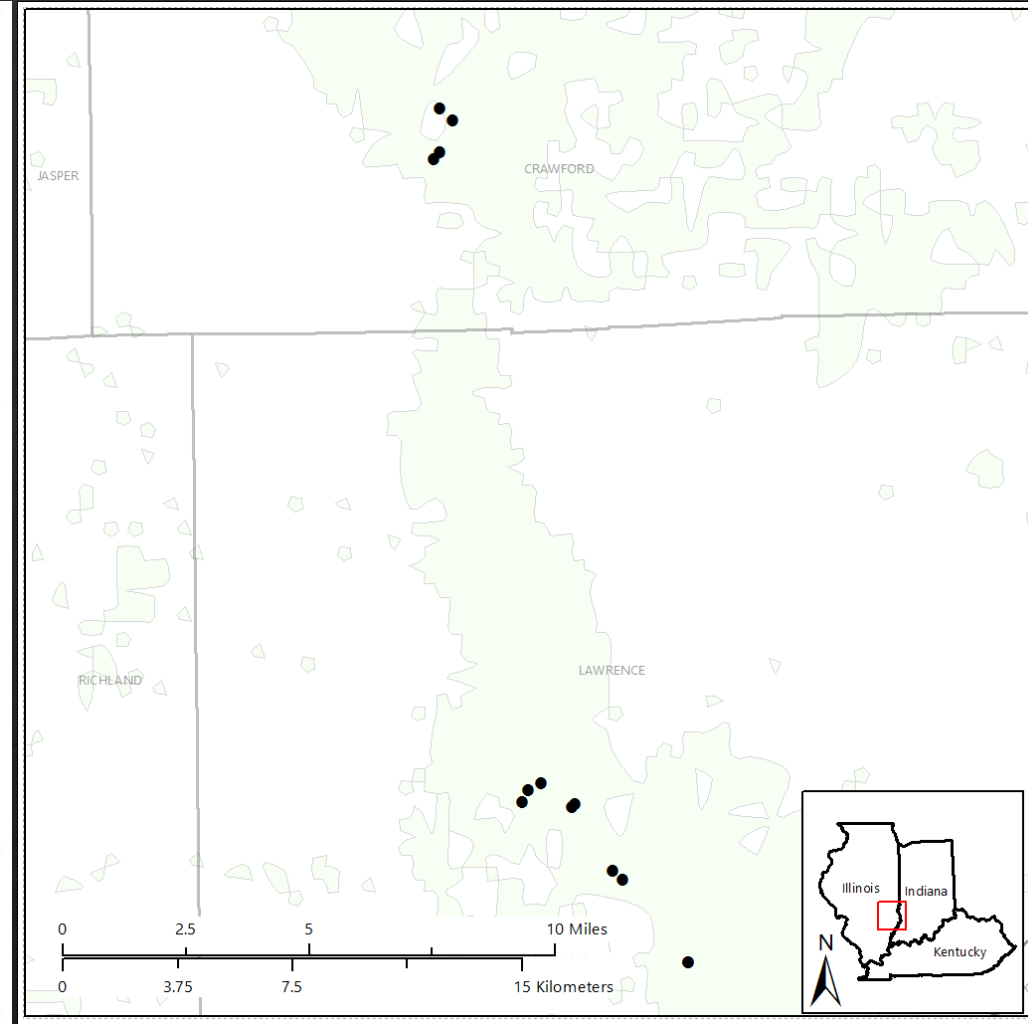 CRAWFORD
JASPER
LAWRENCE
RICHLAND
Illinois
Indiana
Kentucky
N
0 2.5 5 10 Miles
0 3.75 7.5 15 Kilometers